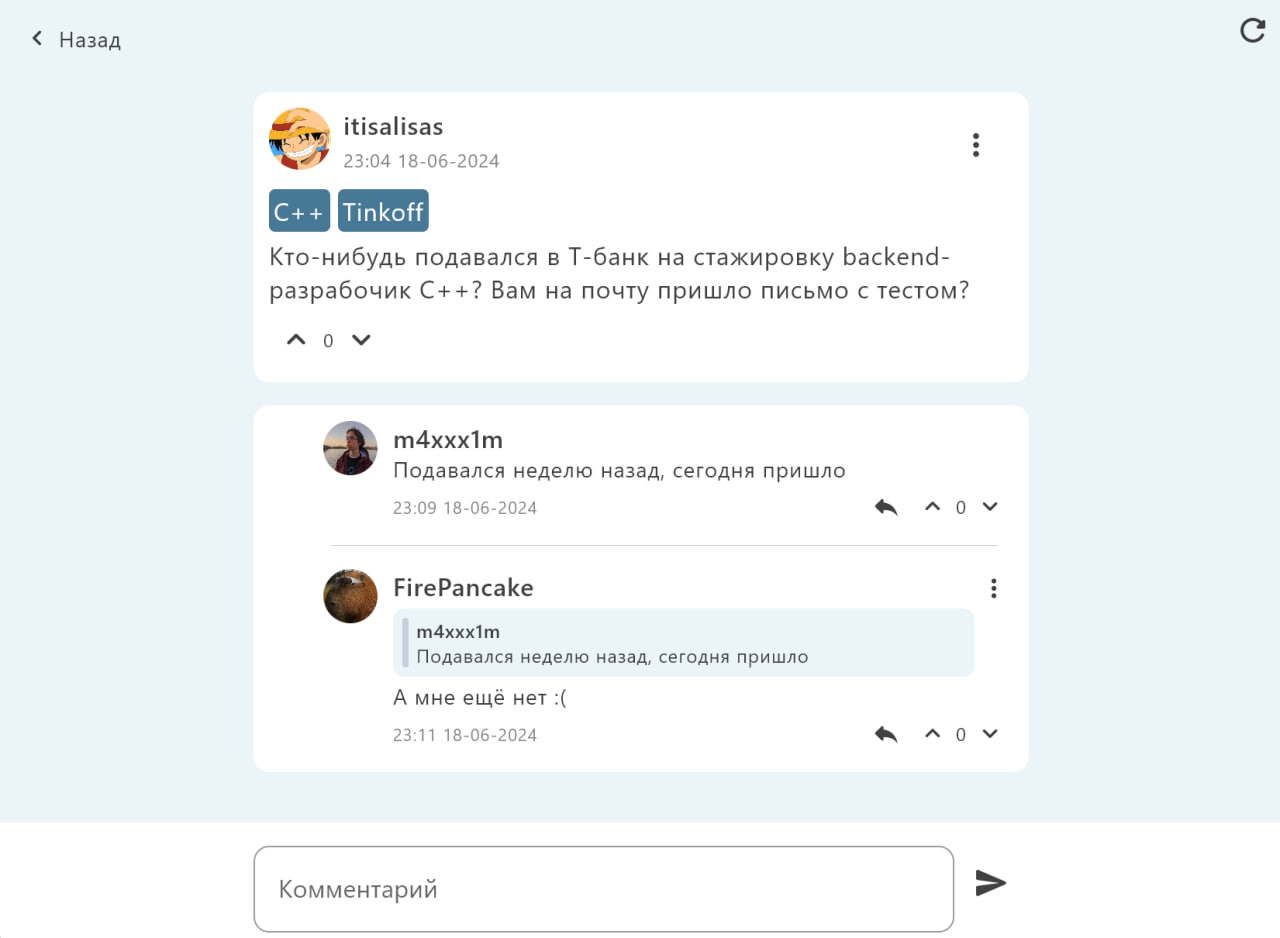 Назад
itisalisas
23:04 18-06-2024
C++ Tinkoff
Кто-нибудь подавался в Т-банк на стажировку backend-
разрабочик C++? Вам на почту пришло письмо с тестом?
0
m4xxx1m
Подавался неделю назад, сегодня пришло
23:09 18-06-2024 0
FirePancake
m4xxx1m
Подавался неделю назад, сегодня пришло
А мне ещё нет :(
23:11 18-06-2024 0
Комментарий